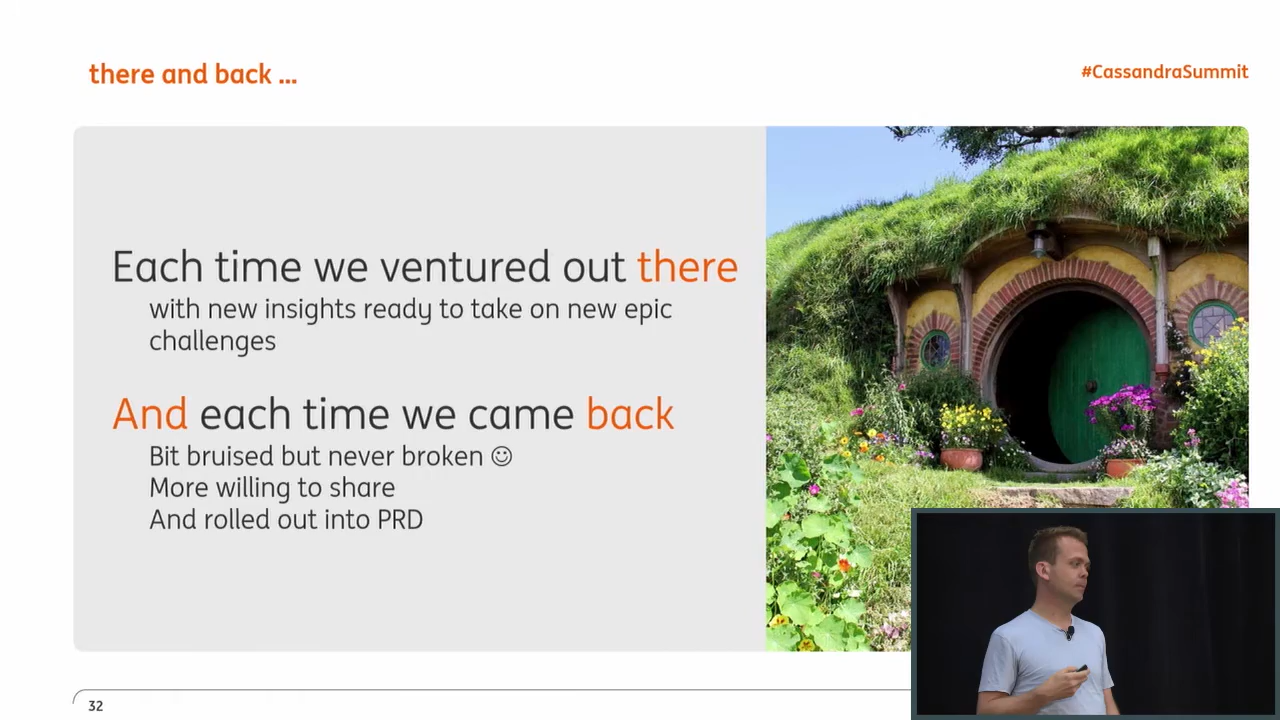 there and back ...
#CassandraSummit
Each time we ventured out there
with new insights ready to take on new epic
challenges
And each time we came back
Bit bruised but never broken ☺
More willing to share
And rolled out into PRD
32